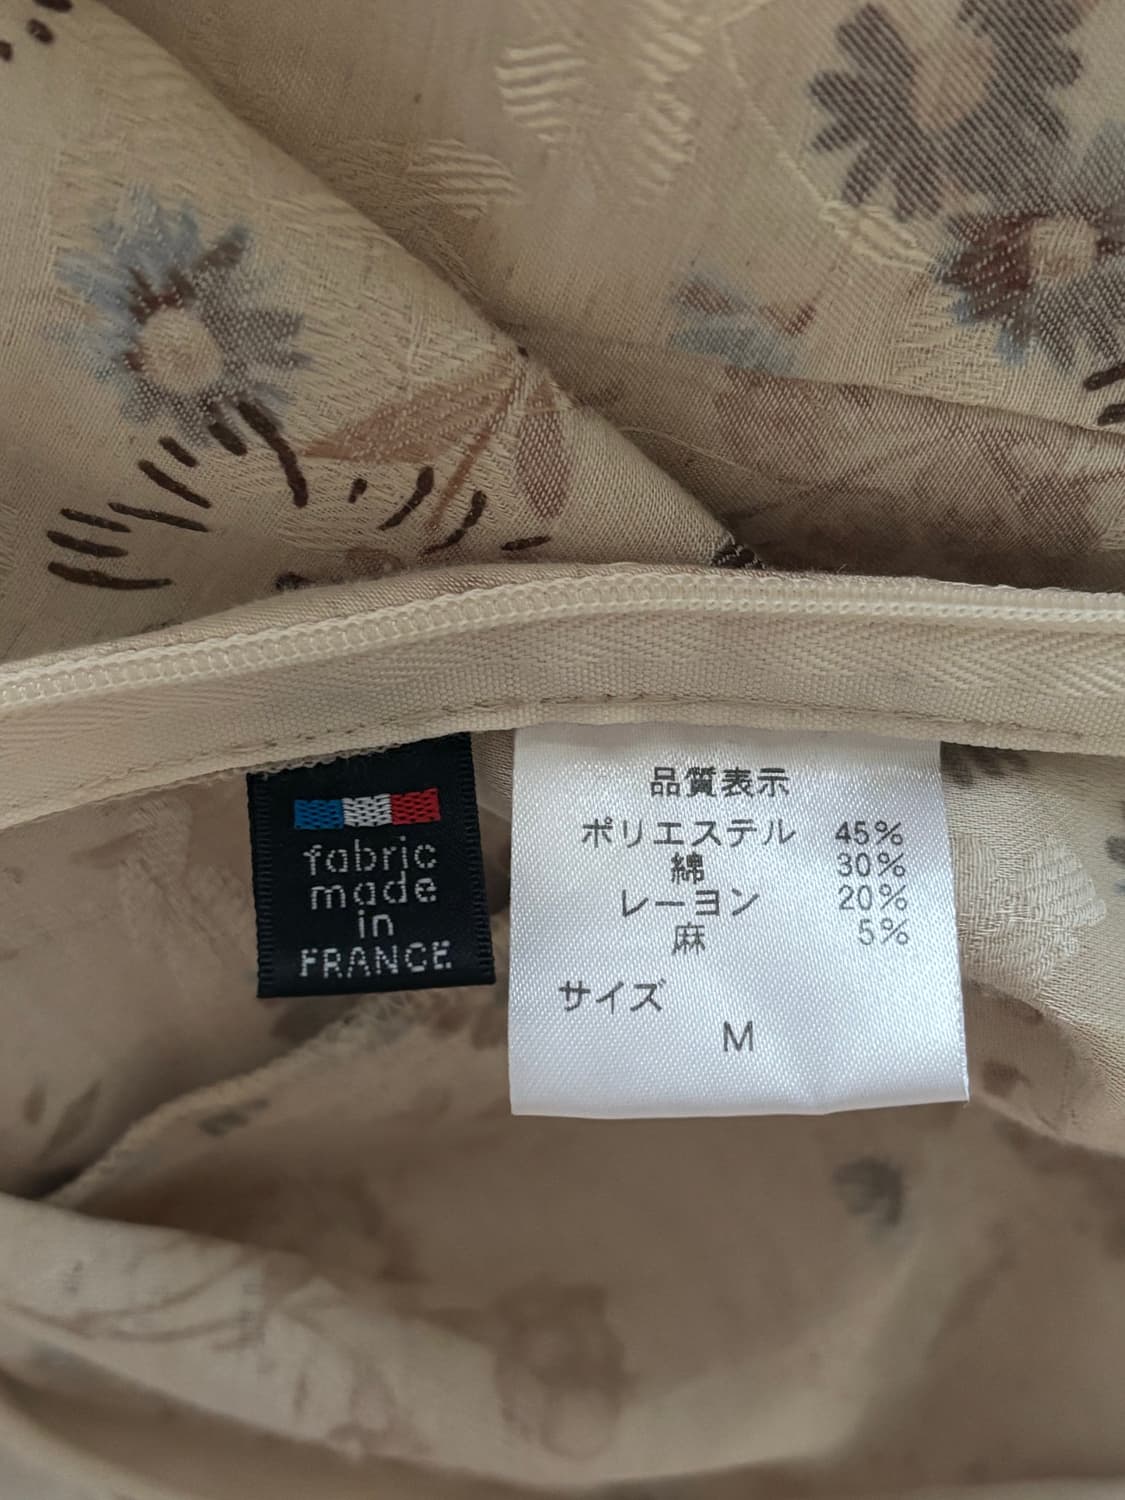 fabric
made
in
FRANCE
品質表示
ポリエステル 45%
綿 30%
レーヨン 20%
麻 5%
サイズ
M